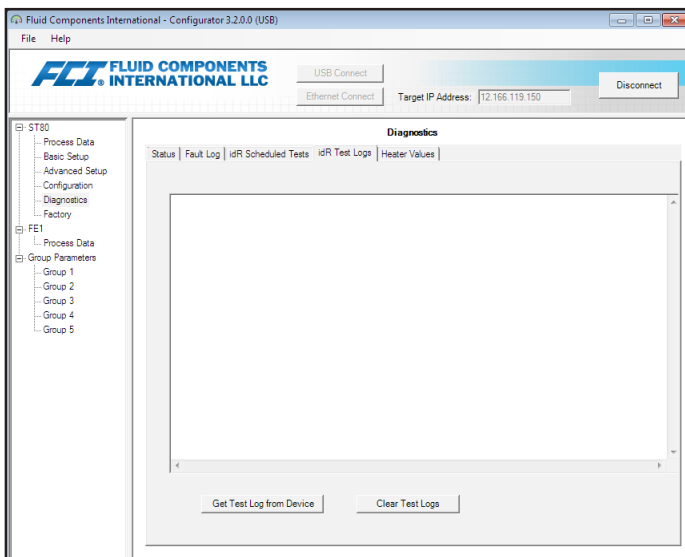 Fluid Components International - Configurator 3.2.0.0 (USB)
File Help
FCI® FLUID COMPONENTS
INTERNATIONAL LLC
USB Connect
Ethernet Connect
Target IP Address: 12.166.119.150
Disconnect
ST80
Process Data
Basic Setup
Advanced Setup
Configuration
Diagnostics
Factory
FE1
Process Data
Group Parameters
Group 1
Group 2
Group 3
Group 4
Group 5
Diagnostics
Status Fault Log idR Scheduled Tests idR Test Logs Heater Values
Get Test Log from Device Clear Test Logs